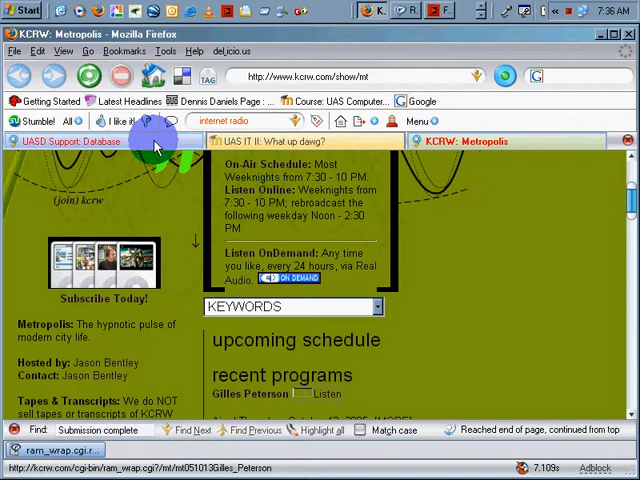 Start
K.
R.
F.
7:36 AM
KCRW: Metropolis - Mozilla Firefox
File Edit View Go Bookmarks Tools Help del.icio.us
TAG
http://www.kcrw.com/show/mt
G
Getting Started Latest Headlines Dennis Daniels Page : ... Course: UAS Comput... Google
Stumble! All I like it! internet radio Menu
UASD Support: Database
UAS IT II: What up dawg?
KCRW: Metropolis
(join) kcrw
Subscribe Today!
Metropolis: The hypnotic pulse of
modern city life.
Hosted by: Jason Bentley
Contact: Jason Bentley
Tapes & Transcripts: We do NOT
sell tapes or transcripts of KCRW
On-Air Schedule: Most
Weeknights from 7:30 - 10 PM.
Listen Online: Weeknights from
7:30 - 10 PM; rebroadcast the
following weekday Noon - 2:30
PM
Listen OnDemand: Any time
you like, every 24 hours, via Real
Audio. ON DEMAND
KEYWORDS
upcoming schedule
recent programs
Gilles Peterson Listen
Find: Submission complete Find Next Find Previous Highlight all Match case Reached end of page, continued from top
ram_wrap.cgi.r...
http://kcrw.com/cgi-bin/ram_wrap.cgi?/mt/mt051013Gilles_Peterson
7.109s Adblock